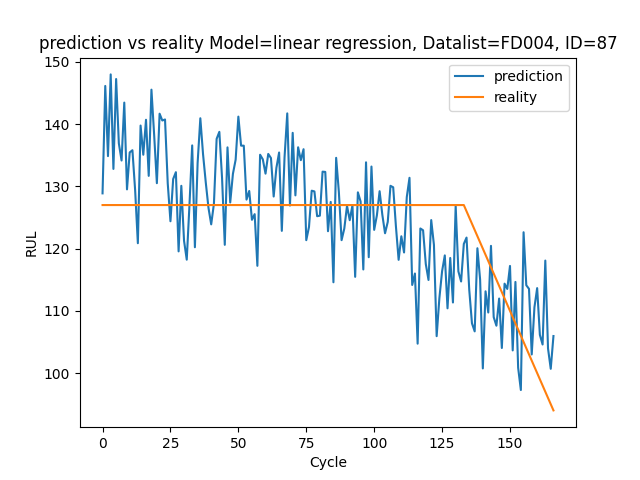 prediction vs reality Model=linear regression, Datalist=FD004, ID=87
prediction
reality
150
140
130
120
110
100
RUL
0 25 50 75 100 125 150
Cycle